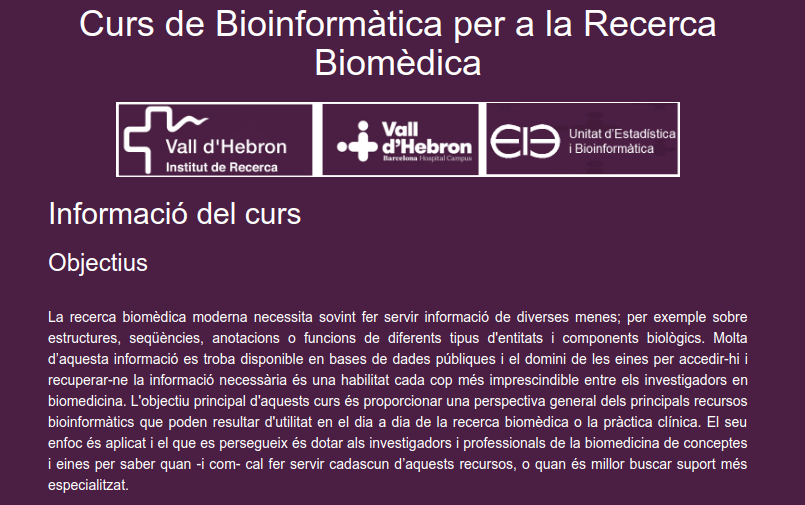 Curs de Bioinformàtica per a la Recerca
Biomèdica
Vall d'Hebron
Institut de Recerca
Vall
d'Hebron
Barcelona Hospital Campus
Unitat d'Estadística
i Bioinformàtica
Informació del curs
Objectius
La recerca biomèdica moderna necessita sovint fer servir informació de diverses menes; per exemple sobre
estructures, seqüències, anotacions o funcions de diferents tipus d'entitats i components biològics. Molta
d'aquesta informació es troba disponible en bases de dades públiques i el domini de les eines per accedir-hi i
recuperar-ne la informació necessària és una habilitat cada cop més imprescindible entre els investigadors en
biomedicina. L'objectiu principal d'aquests curs és proporcionar una perspectiva general dels principals recursos
bioinformàtics que poden resultar d'utilitat en el dia a dia de la recerca biomèdica o la pràctica clínica. El seu
enfoc és aplicat i el que es persegueix és dotar als investigadors i professionals de la biomedicina de conceptes
i eines per saber quan -i com- cal fer servir cadascun d'aquests recursos, o quan és millor buscar suport més
especialitzat.